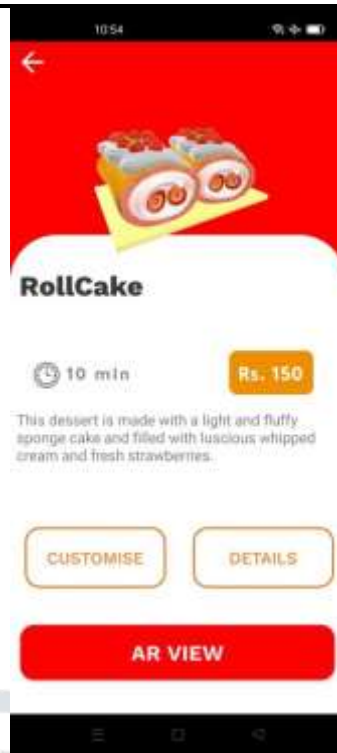 10:54
RollCake
10 min
Rs. 150
This dessert is made with a light and fluffy
sponge cake and filled with luscious whipped
cream and fresh strawberries.
CUSTOMISE
DETAILS
AR VIEW